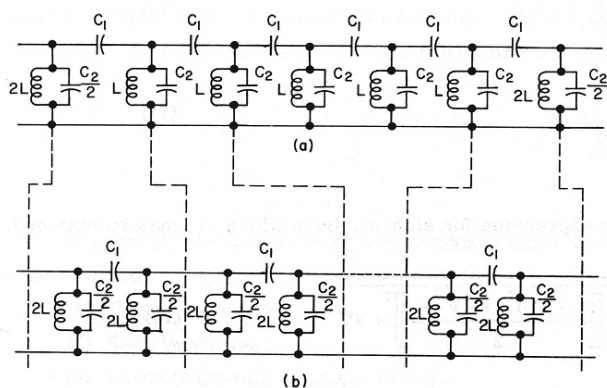 C1 C1 C1 C1 C1
2L C2/2 L C2 L C2 L C2 L C2 L C2 2L C2/2
(a)
C1 C1 C1
2L C2/2 2L C2/2 2L C2/2 2L C2/2 2L C2/2 2L C2/2
(b)